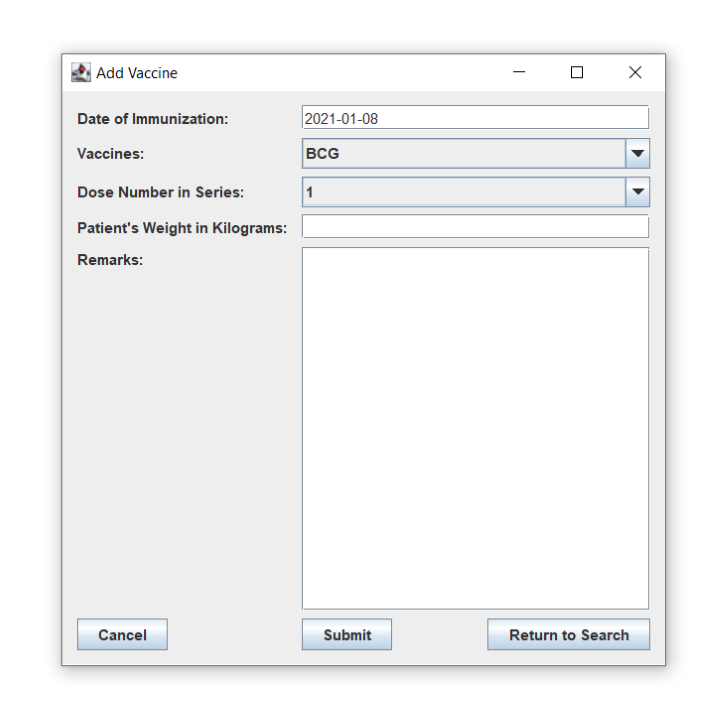 Add Vaccine
Date of Immunization: 2021-01-08
Vaccines: BCG
Dose Number in Series: 1
Patient's Weight in Kilograms:
Remarks:
Cancel Submit Return to Search